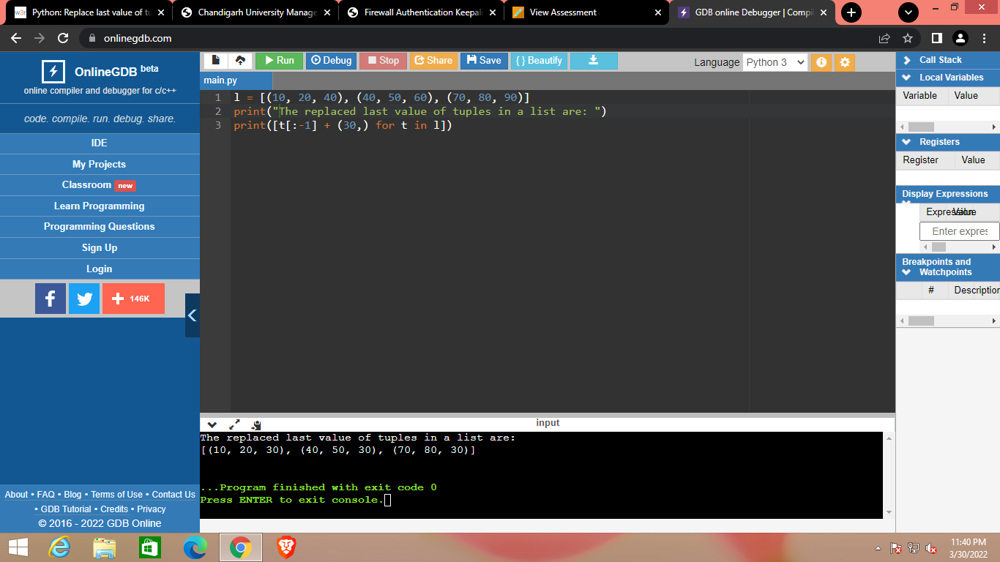 Python: Replace last value of tu
Chandigarh University Manage
Firewall Authentication Keepal
View Assessment
GDB online Debugger | Compil
onlinegdb.com
OnlineGDB beta
online compiler and debugger for c/c++
code. compile. run. debug. share.
IDE
My Projects
Classroom new
Learn Programming
Programming Questions
Sign Up
Login
146K
About • FAQ • Blog • Terms of Use • Contact Us
• GDB Tutorial • Credits • Privacy
© 2016 - 2022 GDB Online
Run Debug Stop Share Save { } Beautify
Language Python 3
main.py
1 l = [(10, 20, 40), (40, 50, 60), (70, 80, 90)]
2 print("The replaced last value of tuples in a list are: ")
3 print([t[:-1] + (30,) for t in l])
input
The replaced last value of tuples in a list are:
[(10, 20, 30), (40, 50, 30), (70, 80, 30)]
...Program finished with exit code 0
Press ENTER to exit console.
Call Stack
Local Variables
Variable Value
Registers
Register Value
Display Expressions
Expression Value
Enter expres
Breakpoints and
Watchpoints
# Description
11:40 PM
3/30/2022